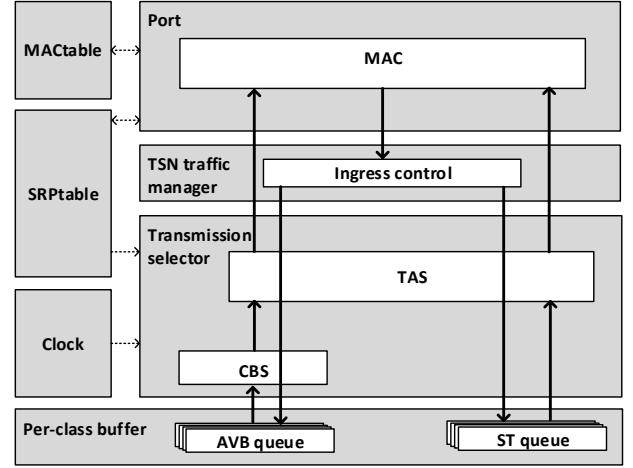 MACtable
Port
MAC
SRPtable
TSN traffic
manager
Ingress control
Transmission
selector
TAS
Clock
CBS
Per-class buffer
AVB queue
ST queue